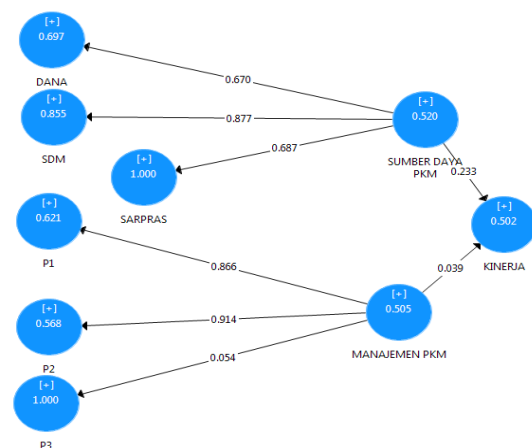 [+]
0.697
DANA
0.670
[+]
0.855
SDM
0.877
[+]
1.000
SARPRAS
0.687
[+]
0.520
SUMBER DAYA
PKM
0.233
[+]
0.502
KINERJA
[+]
0.621
P1
0.866
0.039
[+]
0.568
P2
0.914
[+]
0.505
MANAJEMEN PKM
0.054
[+]
1.000
P3